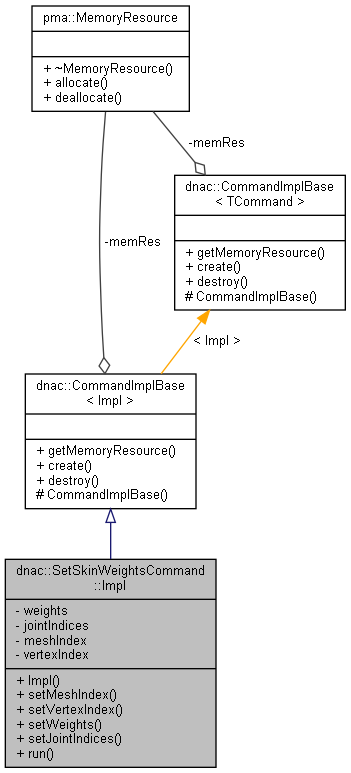 pma::MemoryResource
+ ~MemoryResource()
+ allocate()
+ deallocate()
-memRes
dnac::CommandImplBase
< TCommand >
+ getMemoryResource()
+ create()
+ destroy()
# CommandImplBase()
-memRes
< Impl >
dnac::CommandImplBase
< Impl >
+ getMemoryResource()
+ create()
+ destroy()
# CommandImplBase()
dnac::SetSkinWeightsCommand
::Impl
- weights
- jointIndices
- meshIndex
- vertexIndex
+ Impl()
+ setMeshIndex()
+ setVertexIndex()
+ setWeights()
+ setJointIndices()
+ run()